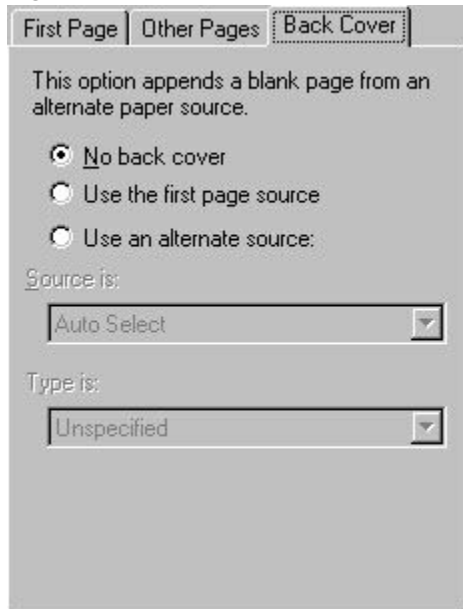 First Page Other Pages Back Cover
This option appends a blank page from an
alternate paper source.
No back cover
Use the first page source
Use an alternate source:
Source is:
Auto Select
Type is:
Unspecified